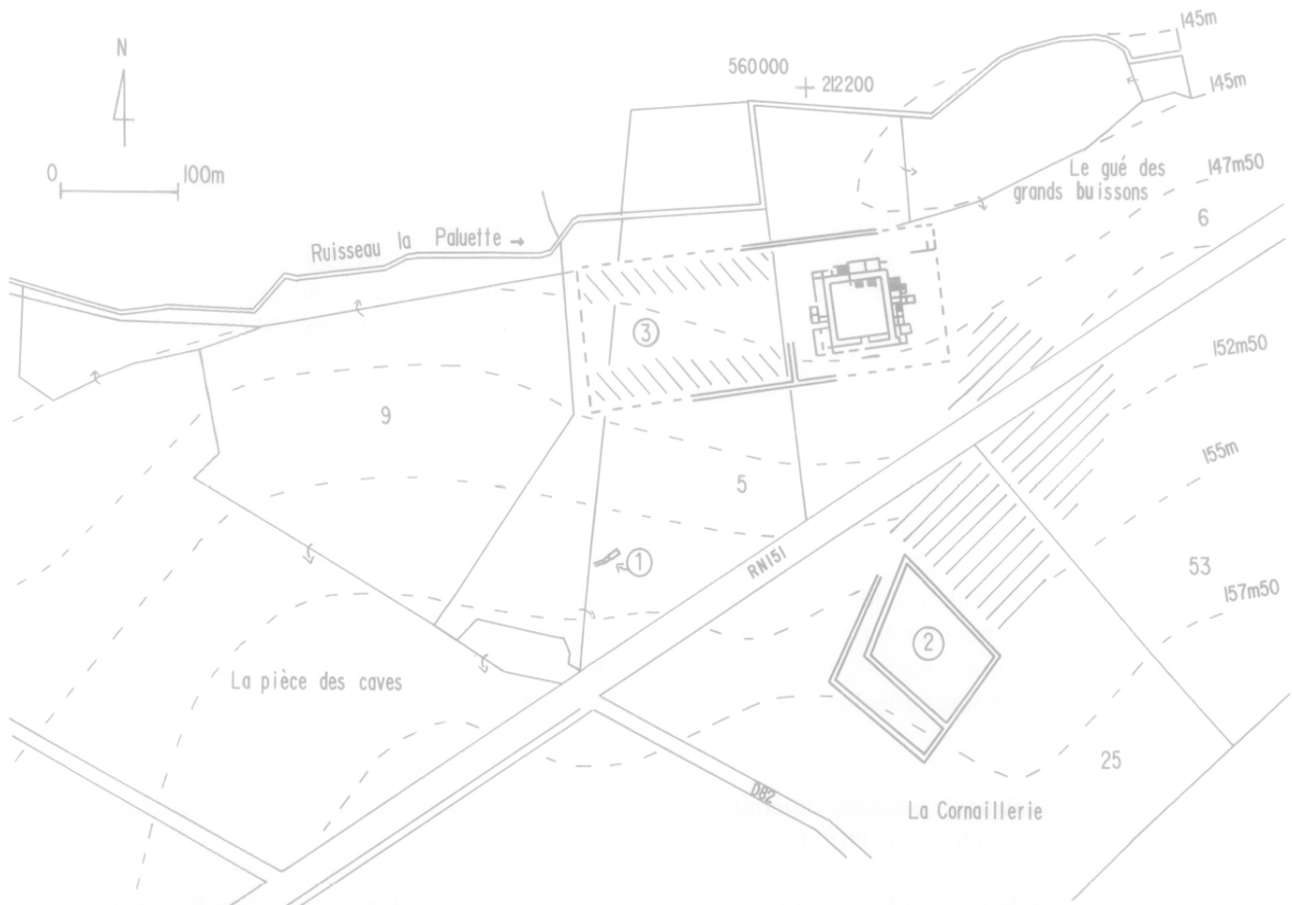 N
0 100m
560000
212200
145m
145m
Le gué des
grands buissons
147m50
6
Ruisseau la Paluette →
3
152m50
9
155m
5
1
RN151
53
157m50
2
La pièce des caves
25
D82
La Cornaillerie